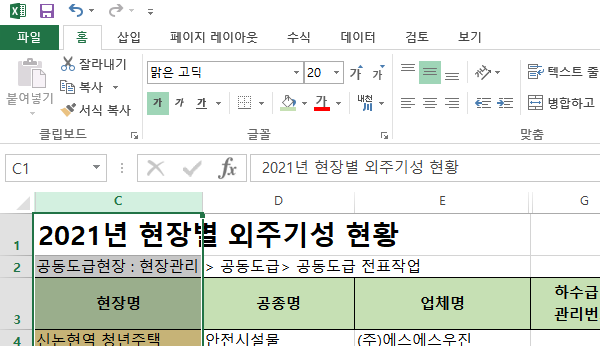 파일 홈 삽입 페이지 레이아웃 수식 데이터 검토 보기
잘라내기
복사
붙여넣기
서식 복사
클립보드
맑은 고딕 20 가 가
가 가 가 가 내천
글꼴
가나 텍스트 줄
병합하고
맞춤
C1 fx 2021년 현장별 외주기성 현황
C D E G
1 2021년 현장별 외주기성 현황
2 공동도급현장 : 현장관리 > 공동도급> 공동도급 전표작업
3 현장명 공종명 업체명 하수급
관리번
4 신논현역 청년주택 안전시설물 (주)에스에스우진